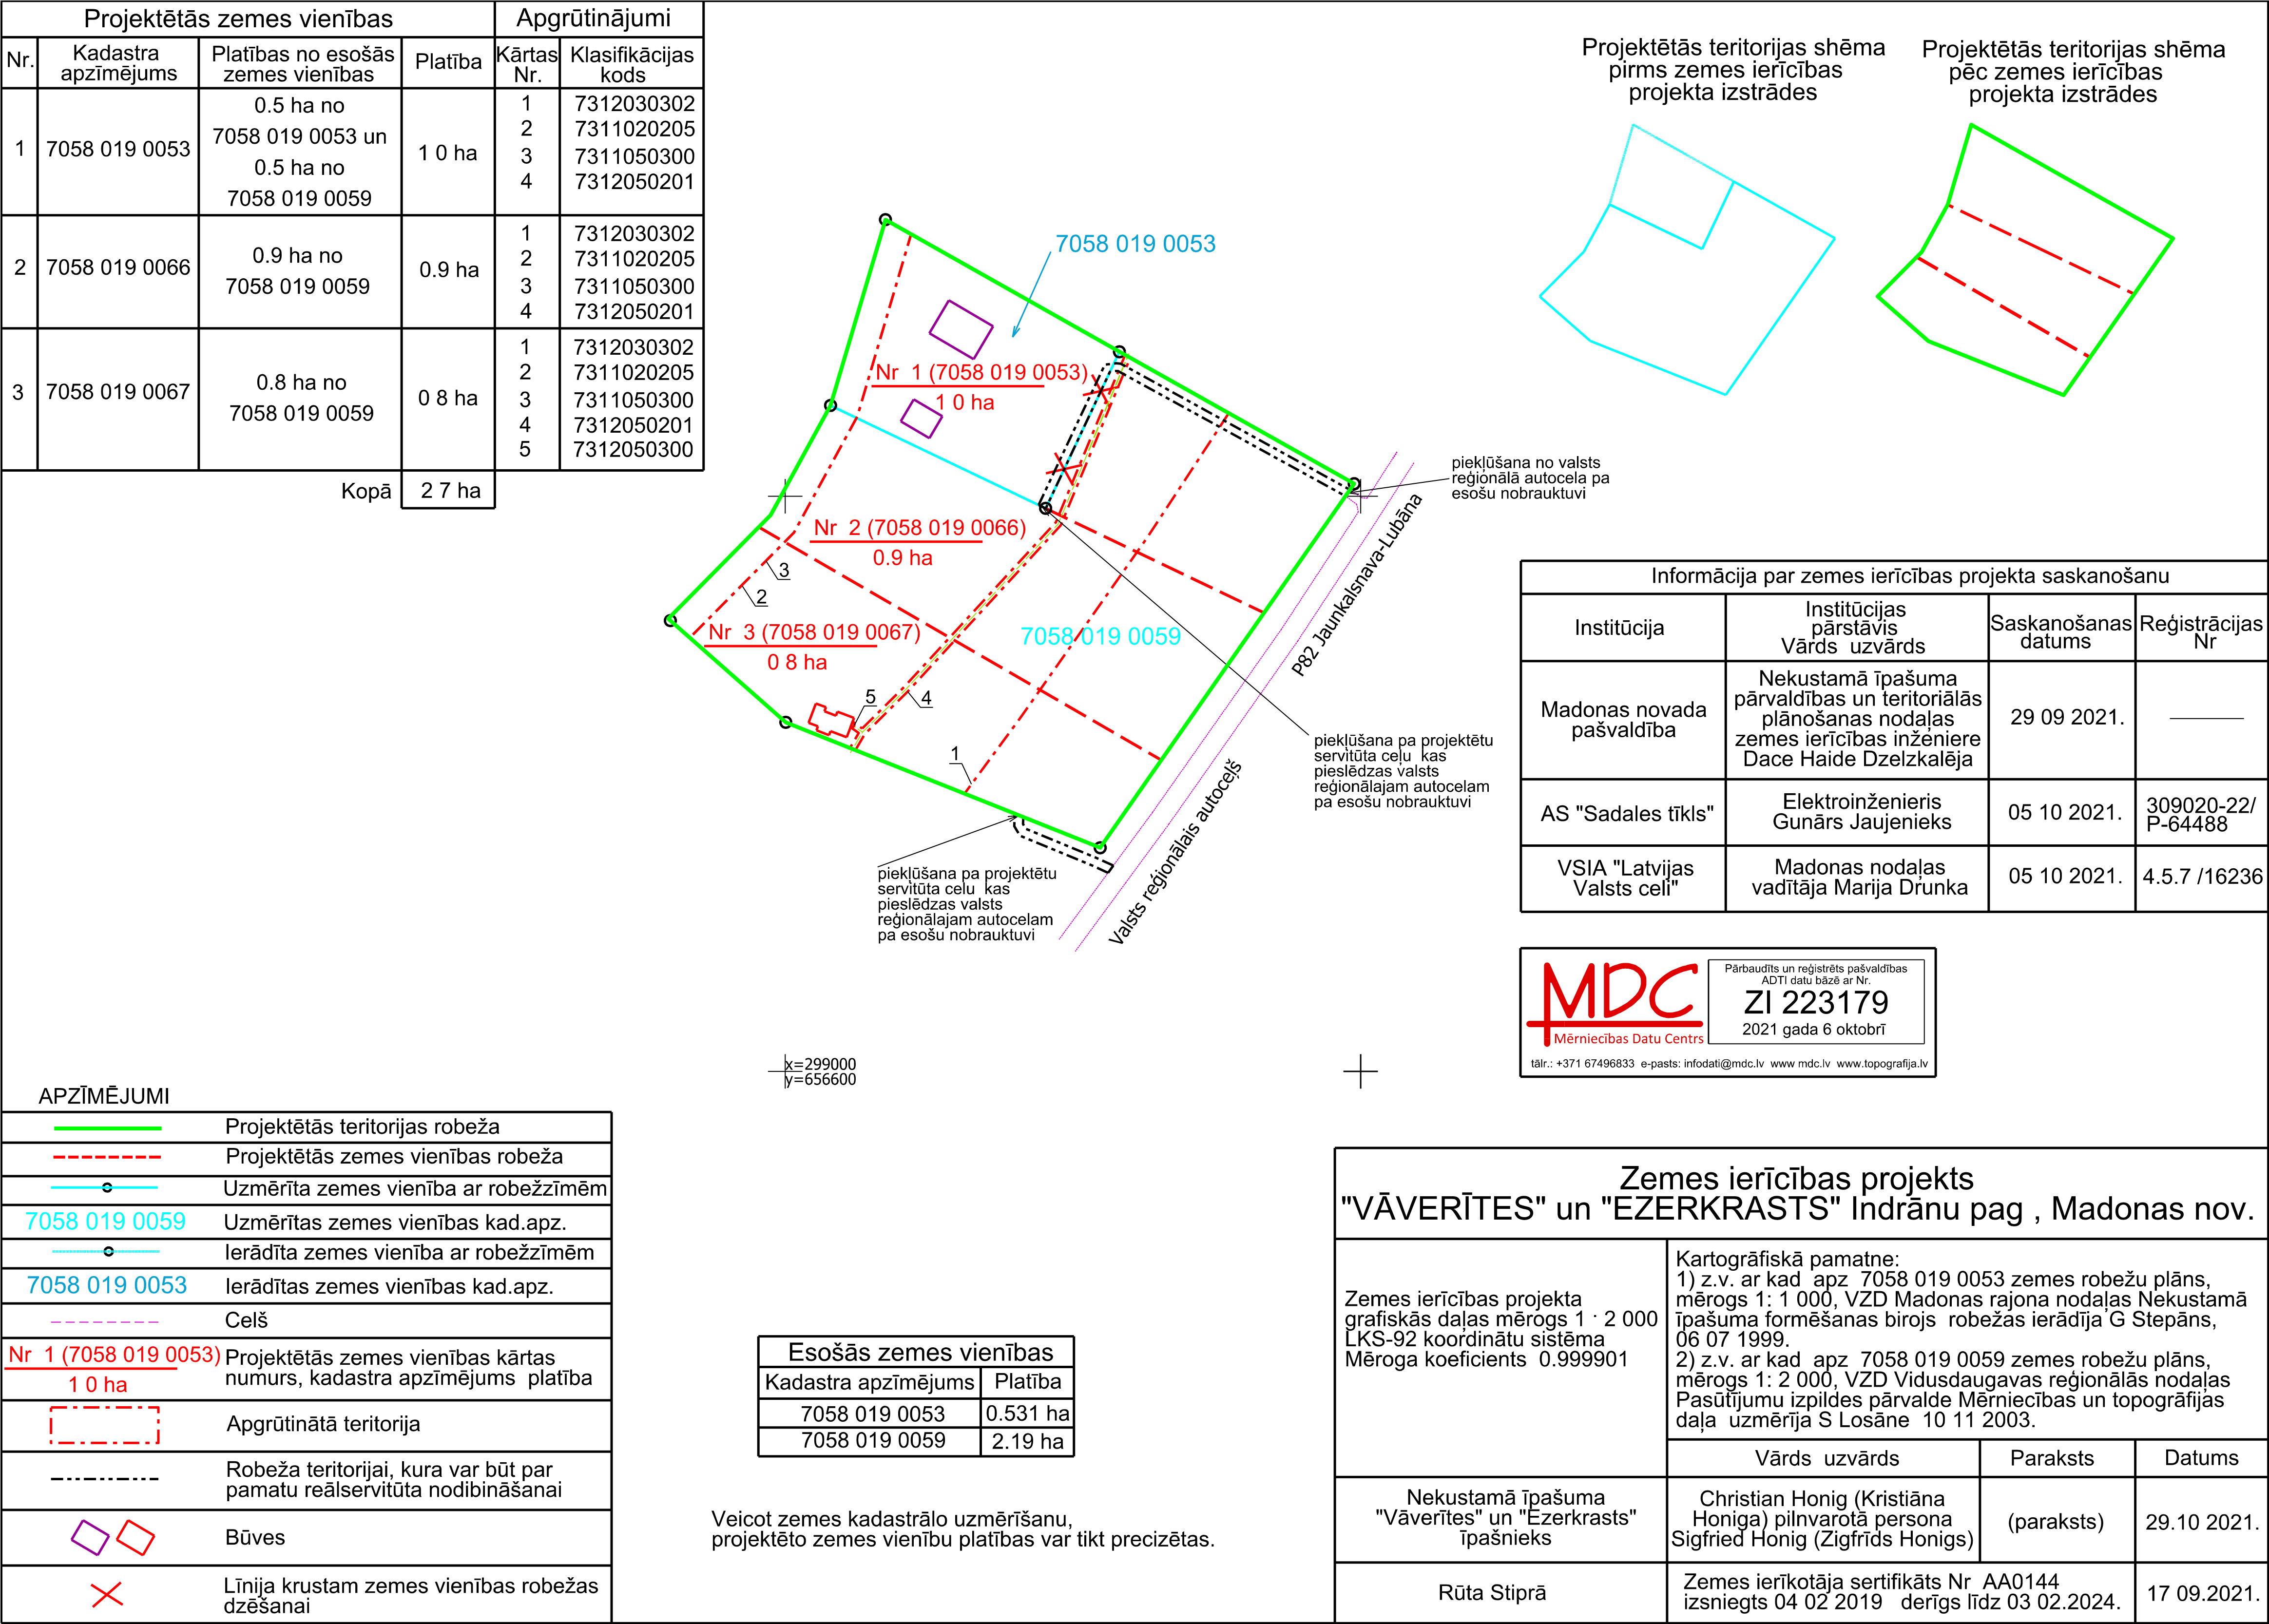 Projektētās zemes vienības
Apgrūtinājumi
Nr.
Kadastra
apzīmējums
Platības no esošās
zemes vienības
Platība
Kārtas
Nr.
Klasifikācijas
kods
1
7058 019 0053
0.5 ha no
7058 019 0053 un
0.5 ha no
7058 019 0059
1 0 ha
1 7312030302
2 7311020205
3 7311050300
4 7312050201
2
7058 019 0066
0.9 ha no
7058 019 0059
0.9 ha
1 7312030302
2 7311020205
3 7311050300
4 7312050201
3
7058 019 0067
0.8 ha no
7058 019 0059
0 8 ha
1 7312030302
2 7311020205
3 7311050300
4 7312050201
5 7312050300
Kopā
2 7 ha
Projektētās teritorijas shēma
pirms zemes ierīcības
projekta izstrādes
Projektētās teritorijas shēma
pēc zemes ierīcības
projekta izstrādes
7058 019 0053
Nr 1 (7058 019 0053)
1 0 ha
Nr 2 (7058 019 0066)
0.9 ha
3
2
Nr 3 (7058 019 0067)
0 8 ha
7058 019 0059
5
4
1
piekļūšana no valsts
reģionālā autocela pa
esošu nobrauktuvi
P82 Jaunkalsnava-Lubāna
Valsts reģionālais autoceļš
piekļūšana pa projektētu
servitūta ceļu kas
pieslēdzas valsts
reģionālajam autocelam
pa esošu nobrauktuvi
piekļūšana pa projektētu
servitūta celu kas
pieslēdzas valsts
reģionālajam autocelam
pa esošu nobrauktuvi
Informācija par zemes ierīcības projekta saskanošanu
Institūcija
Institūcijas
pārstāvis
Vārds uzvārds
Saskanošanas
datums
Reģistrācijas
Nr
Madonas novada
pašvaldība
Nekustamā īpašuma
pārvaldības un teritoriālās
plānošanas nodaļas
zemes ierīcības inženiere
Dace Haide Dzelzkalēja
29 09 2021.
AS "Sadales tīkls"
Elektroinženieris
Gunārs Jaujenieks
05 10 2021.
309020-22/
P-64488
VSIA "Latvijas
Valsts celi"
Madonas nodaļas
vadītāja Marija Drunka
05 10 2021.
4.5.7 /16236
MDC
Mērniecības Datu Centrs
Pārbaudīts un reģistrēts pašvaldības
ADTI datu bāzē ar Nr.
ZI 223179
2021 gada 6 oktobrī
tālr.: +371 67496833 e-pasts: infodati@mdc.lv www mdc.lv www.topografija.lv
x=299000
y=656600
APZĪMĒJUMI
Projektētās teritorijas robeža
Projektētās zemes vienības robeža
Uzmērīta zemes vienība ar robežzīmēm
7058 019 0059 Uzmērītas zemes vienības kad.apz.
Ierādīta zemes vienība ar robežzīmēm
7058 019 0053 Ierādītas zemes vienības kad.apz.
Celš
Nr 1 (7058 019 0053)
1 0 ha
Projektētās zemes vienības kārtas
numurs, kadastra apzīmējums platība
Apgrūtinātā teritorija
Robeža teritorijai, kura var būt par
pamatu reālservitūta nodibināšanai
Būves
Līnija krustam zemes vienības robežas
dzēšanai
Esošās zemes vienības
Kadastra apzīmējums Platība
7058 019 0053 0.531 ha
7058 019 0059 2.19 ha
Veicot zemes kadastrālo uzmērīšanu,
projektēto zemes vienību platības var tikt precizētas.
Zemes ierīcības projekts
"VĀVERĪTES" un "EZERKRASTS" Indrānu pag , Madonas nov.
Zemes ierīcības projekta
grafiskās daļas mērogs 1 : 2 000
LKS-92 koordinātu sistēma
Mēroga koeficients 0.999901
Kartogrāfiskā pamatne:
1) z.v. ar kad apz 7058 019 0053 zemes robežu plāns,
mērogs 1: 1 000, VZD Madonas rajona nodaļas Nekustamā
īpašuma formēšanas birojs robežas ierādīja G Stepāns,
06 07 1999.
2) z.v. ar kad apz 7058 019 0059 zemes robežu plāns,
mērogs 1: 2 000, VZD Vidusdaugavas reģionālās nodaļas
Pasūtījumu izpildes pārvalde Mērniecības un topogrāfijas
daļa uzmērīja S Losāne 10 11 2003.
Vārds uzvārds
Paraksts
Datums
Nekustamā īpašuma
"Vāverītes" un "Ezerkrasts"
īpašnieks
Christian Honig (Kristiāna
Honiga) pilnvarotā persona
Sigfried Honig (Zigfrīds Honigs)
(paraksts)
29.10 2021.
Rūta Stiprā
Zemes ierīkotāja sertifikāts Nr AA0144
izsniegts 04 02 2019 derīgs līdz 03 02.2024.
17 09.2021.